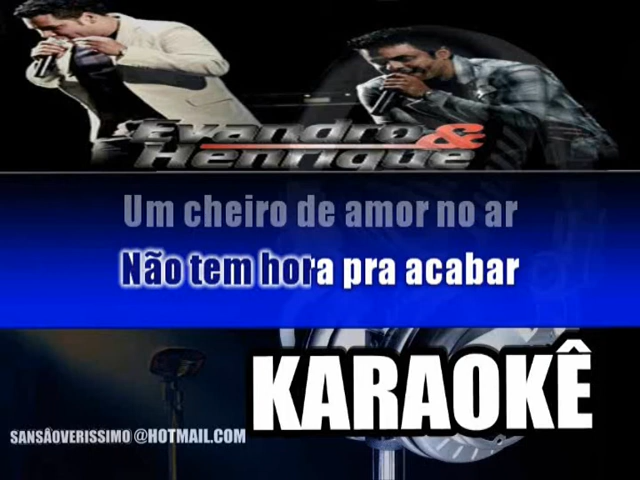 Evandro &
Henrique
Um cheiro de amor no ar
Não tem hora pra acabar
KARAOKÊ
SANSÃOVERISSIMO@HOTMAIL.COM